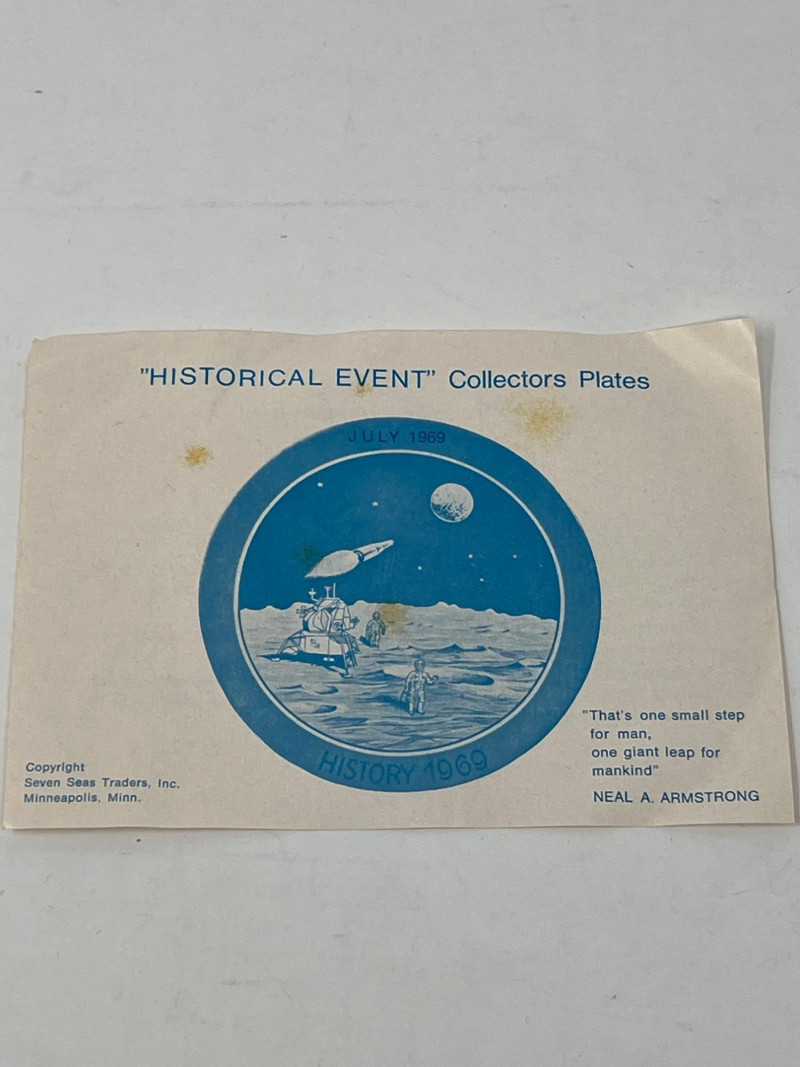 "HISTORICAL EVENT" Collectors Plates
JULY 1969
HISTORY 1969
"That's one small step
for man,
one giant leap for
mankind"
NEAL A. ARMSTRONG
Copyright
Seven Seas Traders, Inc.
Minneapolis, Minn.